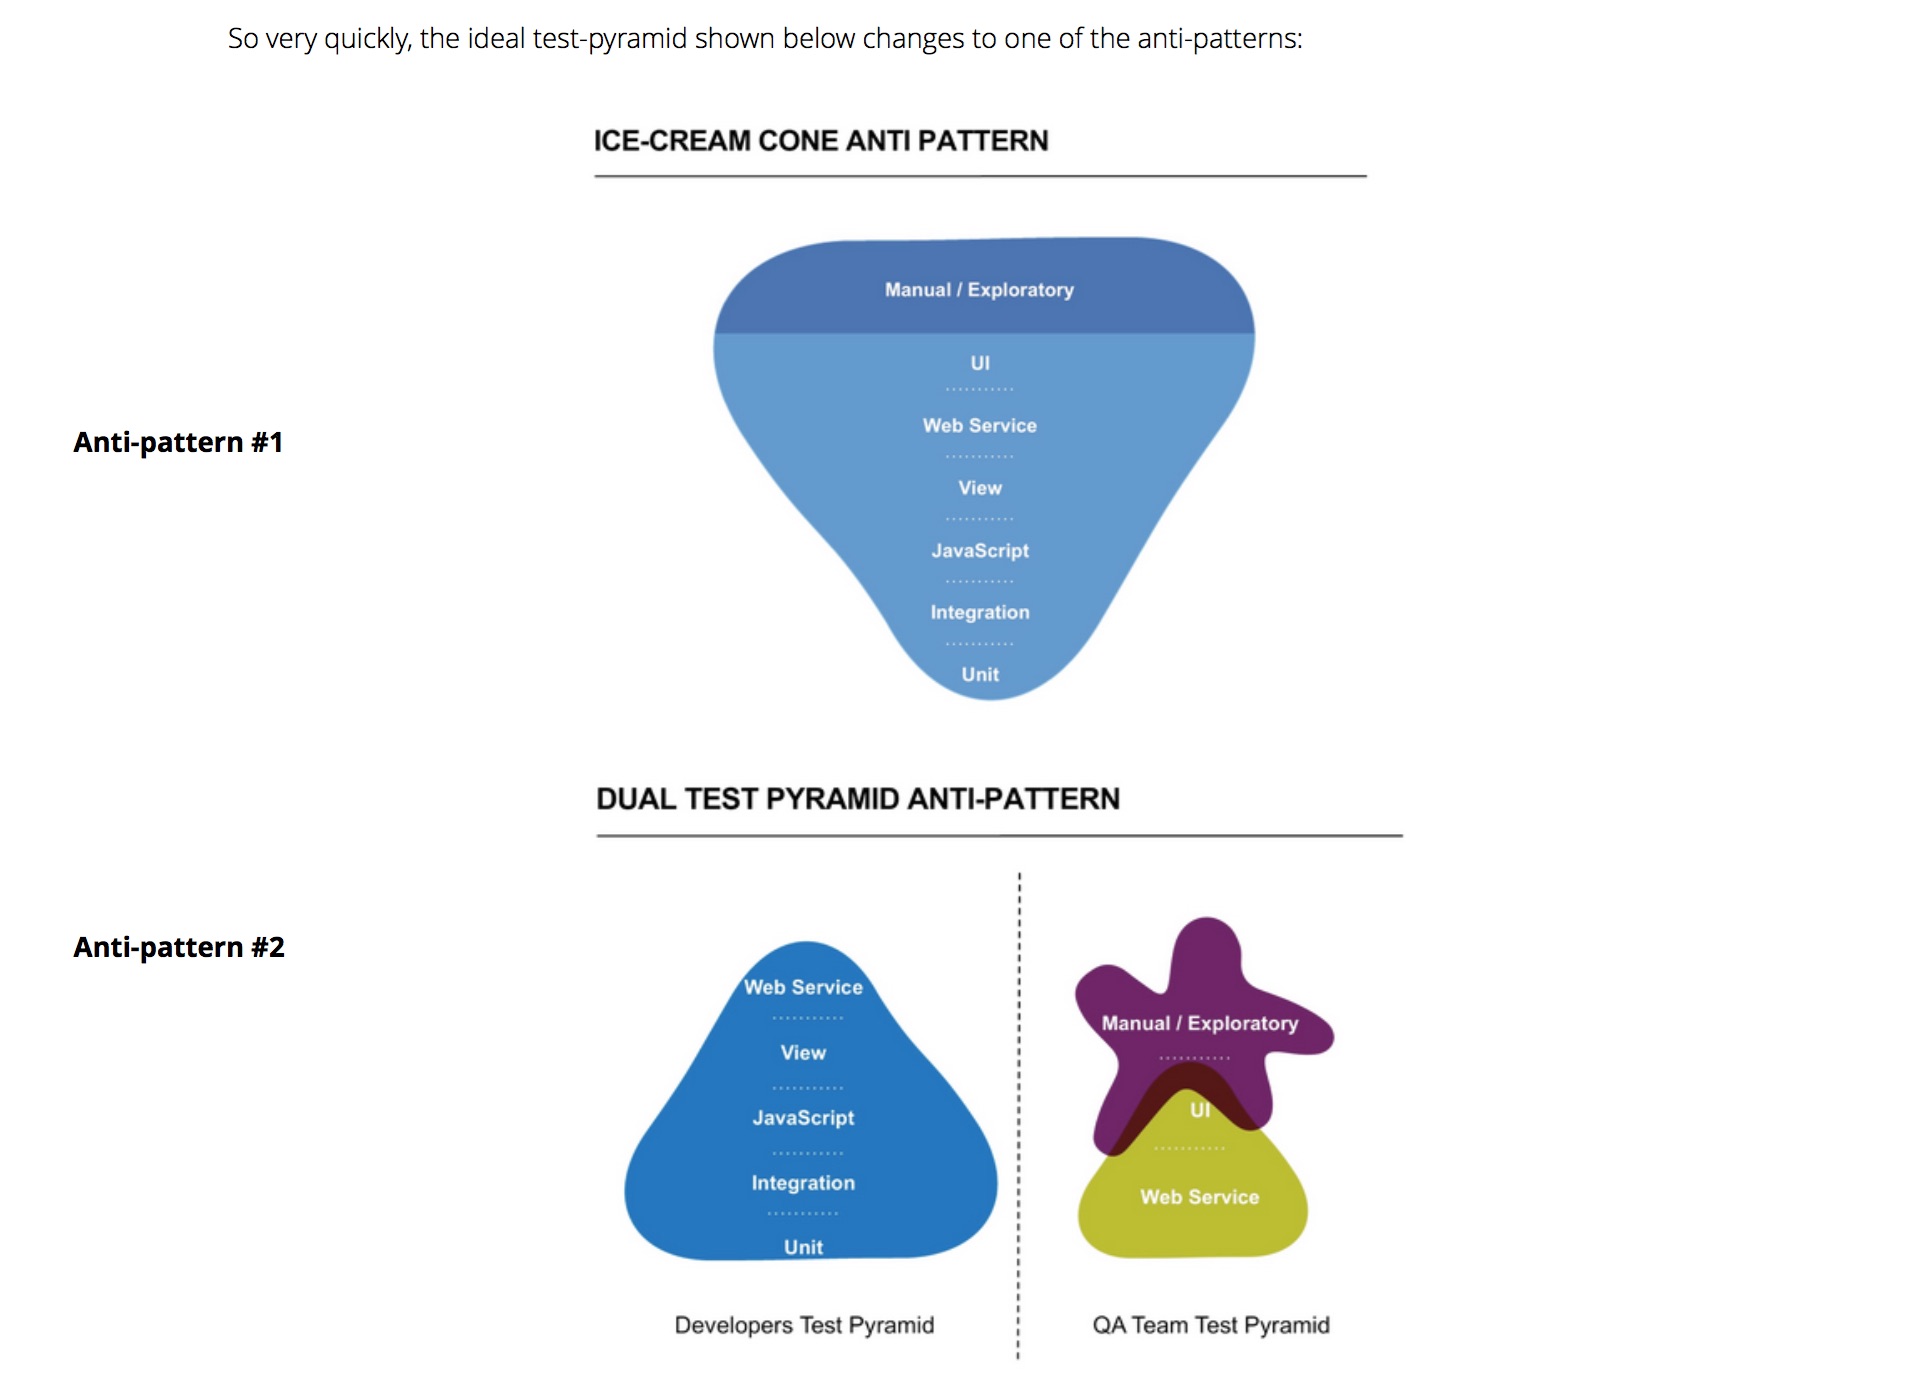 So very quickly, the ideal test-pyramid shown below changes to one of the anti-patterns:
ICE-CREAM CONE ANTI PATTERN
Manual / Exploratory
UI
Web Service
View
Anti-pattern #1
JavaScript
Integration
Unit
DUAL TEST PYRAMID ANTI-PATTERN
Anti-pattern #2
Web Service
View
JavaScript
Integration
Unit
Developers Test Pyramid
Manual / Exploratory
UI
Web Service
QA Team Test Pyramid